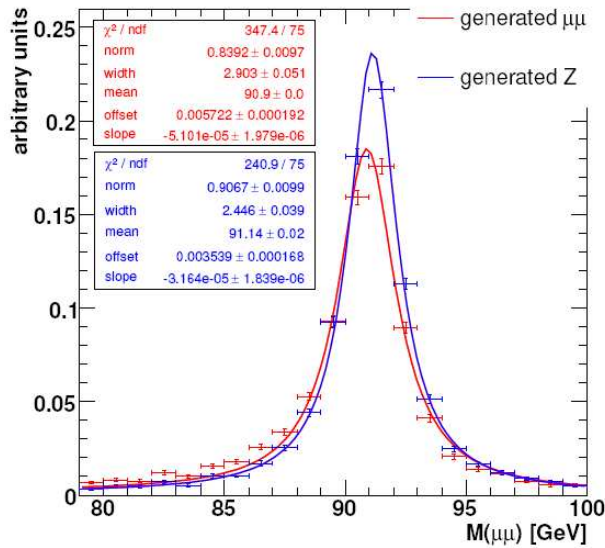 arbitrary units
0.25
0.2
0.15
0.1
0.05
0
χ² / ndf 347.4 / 75
norm 0.8392 ± 0.0097
width 2.903 ± 0.051
mean 90.9 ± 0.0
offset 0.005722 ± 0.000192
slope -5.101e-05 ± 1.979e-06
χ² / ndf 240.9 / 75
norm 0.9067 ± 0.0099
width 2.446 ± 0.039
mean 91.14 ± 0.02
offset 0.003539 ± 0.000168
slope -3.164e-05 ± 1.839e-06
generated μμ
generated Z
80 85 90 95 100
M(μμ) [GeV]